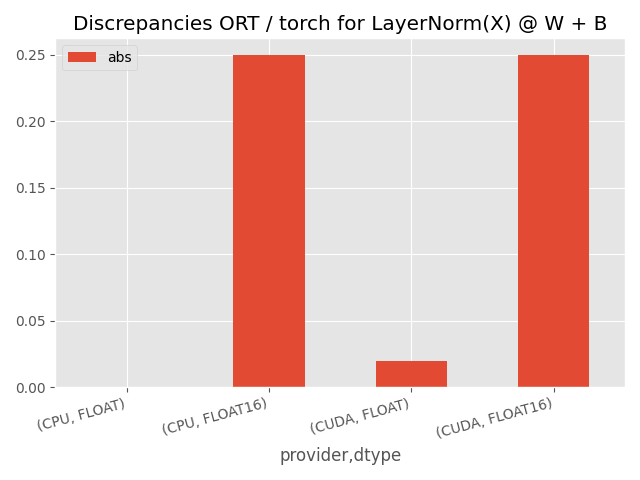 Discrepancies ORT / torch for LayerNorm(X) @ W + B
abs
0.25
0.20
0.15
0.10
0.05
0.00
(CPU, FLOAT)
(CPU, FLOAT16)
(CUDA, FLOAT)
(CUDA, FLOAT16)
provider,dtype